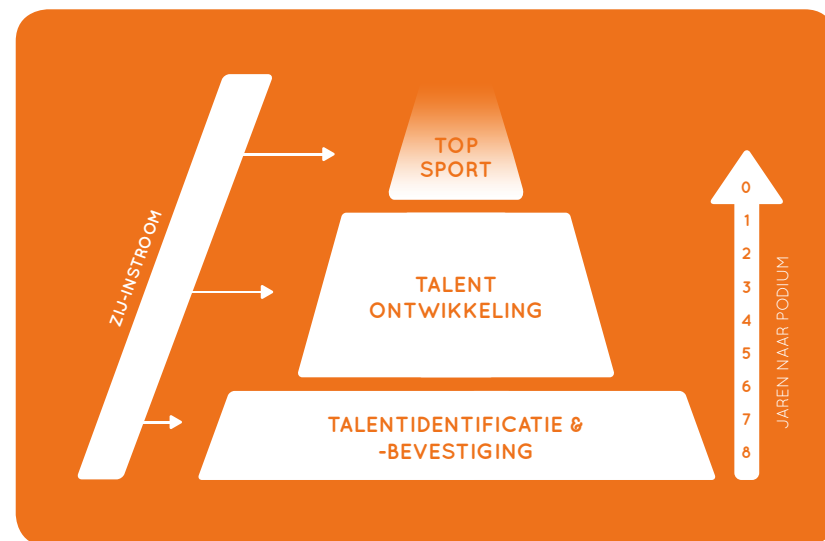 ZIJ-INSTROOM
TOP
SPORT
TALENT
ONTWIKKELING
TALENTIDENTIFICATIE &
-BEVESTIGING
0
1
2
3
4
5
6
7
8
JAREN NAAR PODIUM